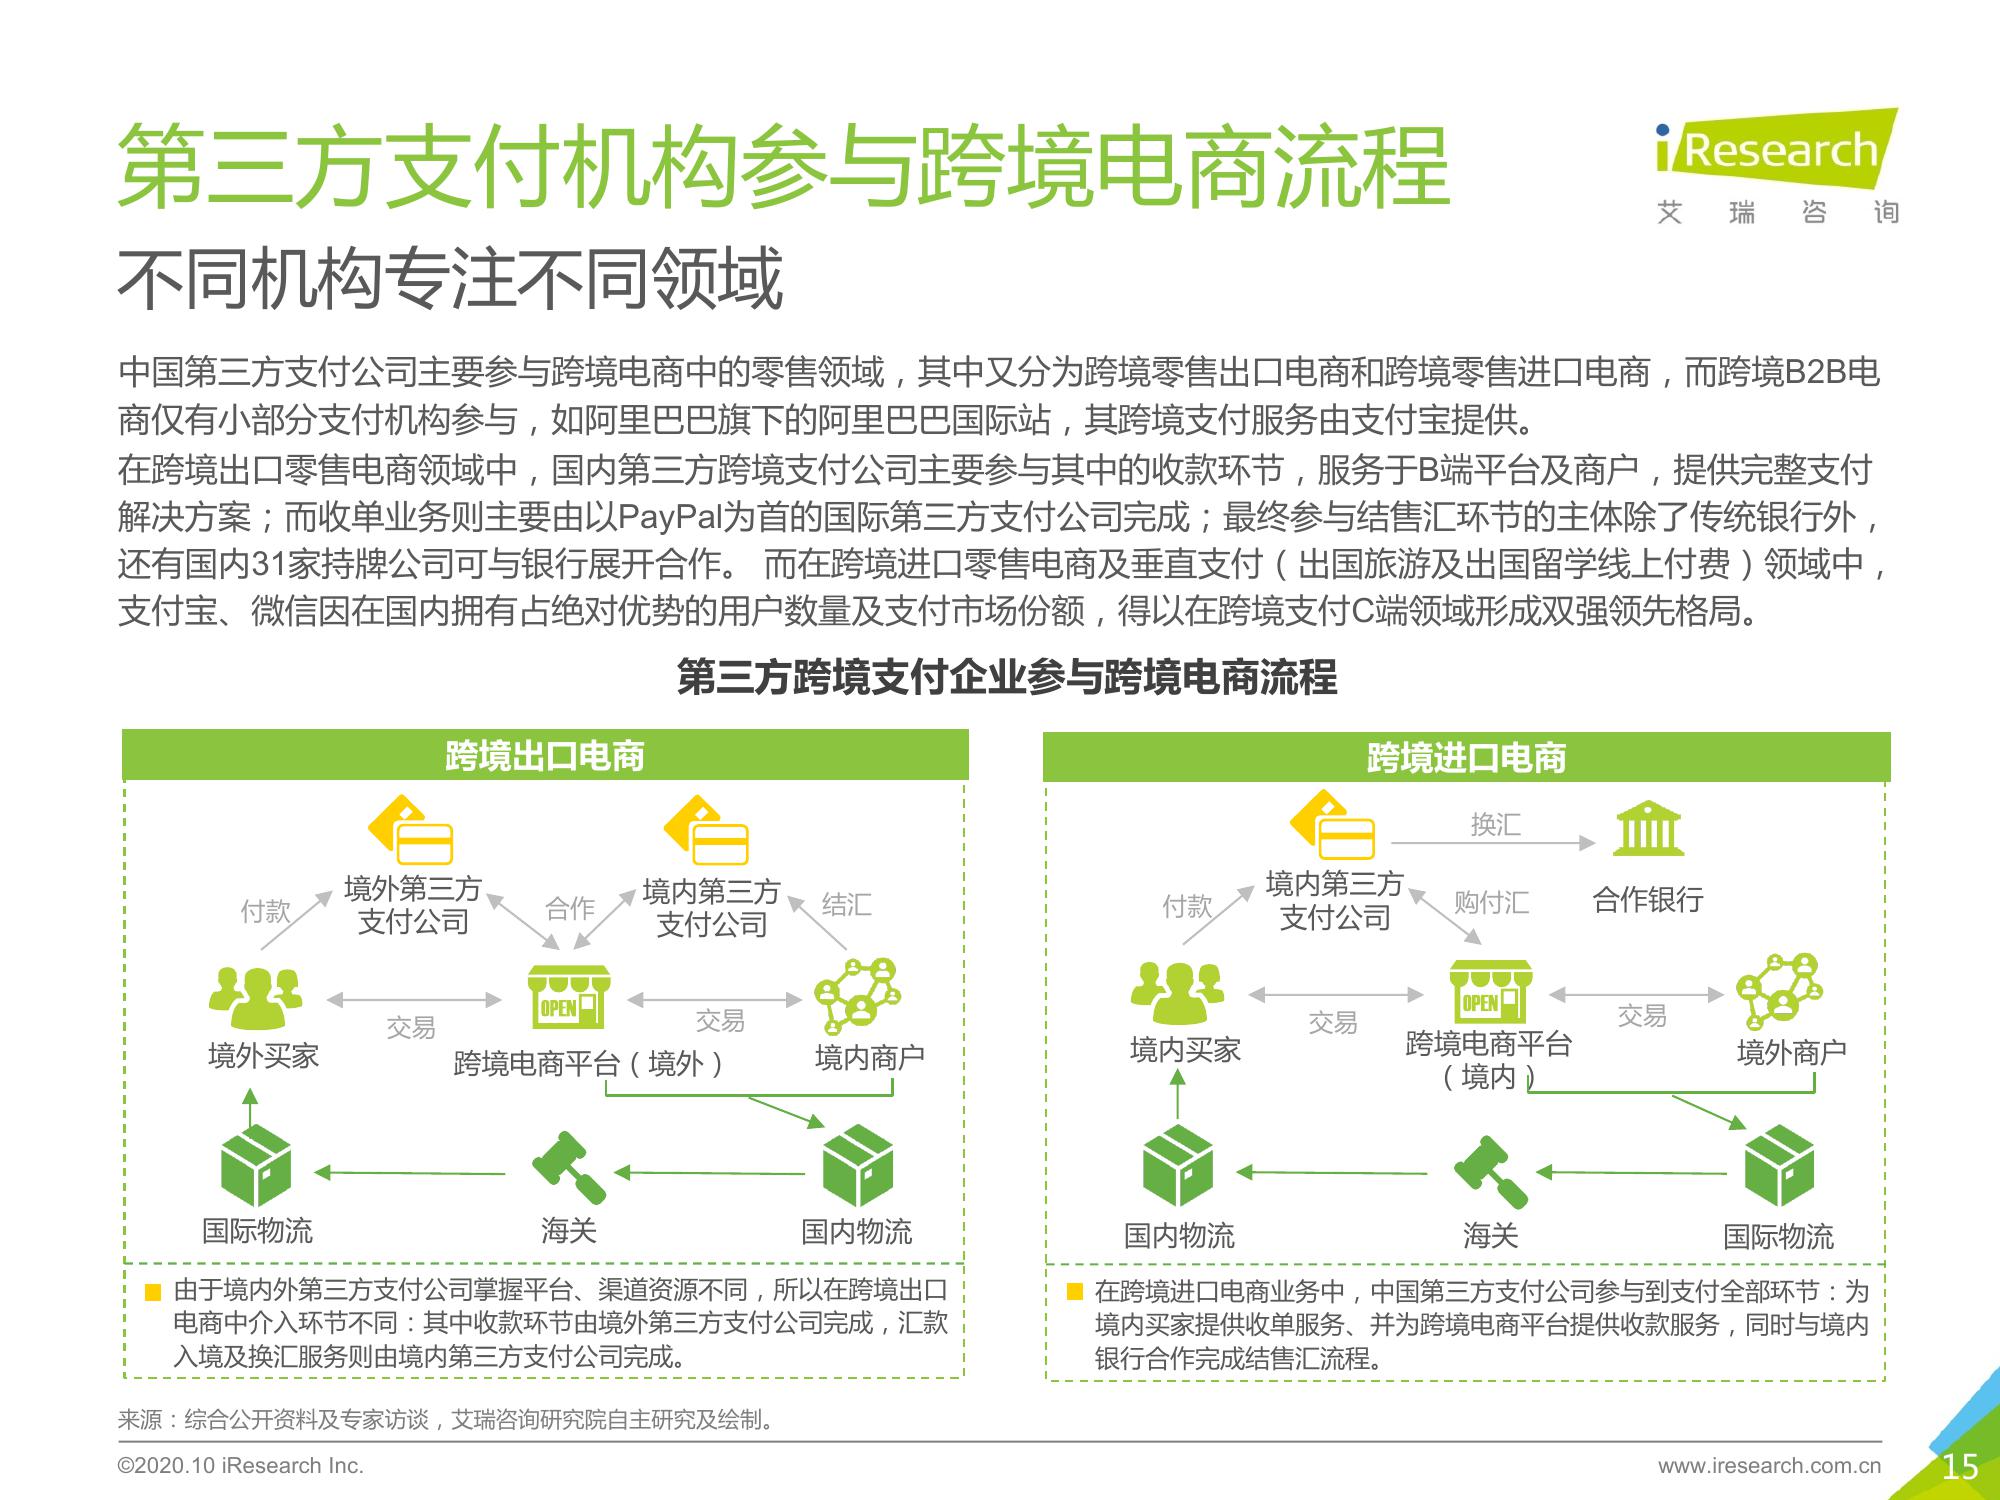 第三方支付机构参与跨境电商流程
iResearch
艾瑞咨询
不同机构专注不同领域
中国第三方支付公司主要参与跨境电商中的零售领域，其中又分为跨境零售出口电商和跨境零售进口电商，而跨境B2B电
商仅有小部分支付机构参与，如阿里巴巴旗下的阿里巴巴国际站，其跨境支付服务由支付宝提供。
在跨境出口零售电商领域中，国内第三方跨境支付公司主要参与其中的收款环节，服务于B端平台及商户，提供完整支付
解决方案；而收单业务则主要由以PayPal为首的国际第三方支付公司完成；最终参与结售汇环节的主体除了传统银行外，
还有国内31家持牌公司可与银行展开合作。 而在跨境进口零售电商及垂直支付（出国旅游及出国留学线上付费）领域中，
支付宝、微信因在国内拥有占绝对优势的用户数量及支付市场份额，得以在跨境支付C端领域形成双强领先格局。
第三方跨境支付企业参与跨境电商流程
跨境出口电商
付款
境外第三方
支付公司
合作
境内第三方
支付公司
结汇
OPEN
交易
交易
境外买家
跨境电商平台（境外）
境内商户
国际物流
海关
国内物流
由于境内外第三方支付公司掌握平台、渠道资源不同，所以在跨境出口
电商中介入环节不同：其中收款环节由境外第三方支付公司完成，汇款
入境及换汇服务则由境内第三方支付公司完成。
跨境进口电商
换汇
付款
境内第三方
支付公司
购付汇
合作银行
OPEN
交易
交易
境内买家
跨境电商平台
（境内）
境外商户
国内物流
海关
国际物流
在跨境进口电商业务中，中国第三方支付公司参与到支付全部环节：为
境内买家提供收单服务、并为跨境电商平台提供收款服务，同时与境内
银行合作完成结售汇流程。
来源：综合公开资料及专家访谈，艾瑞咨询研究院自主研究及绘制。
©2020.10 iResearch Inc.
www.iresearch.com.cn
15